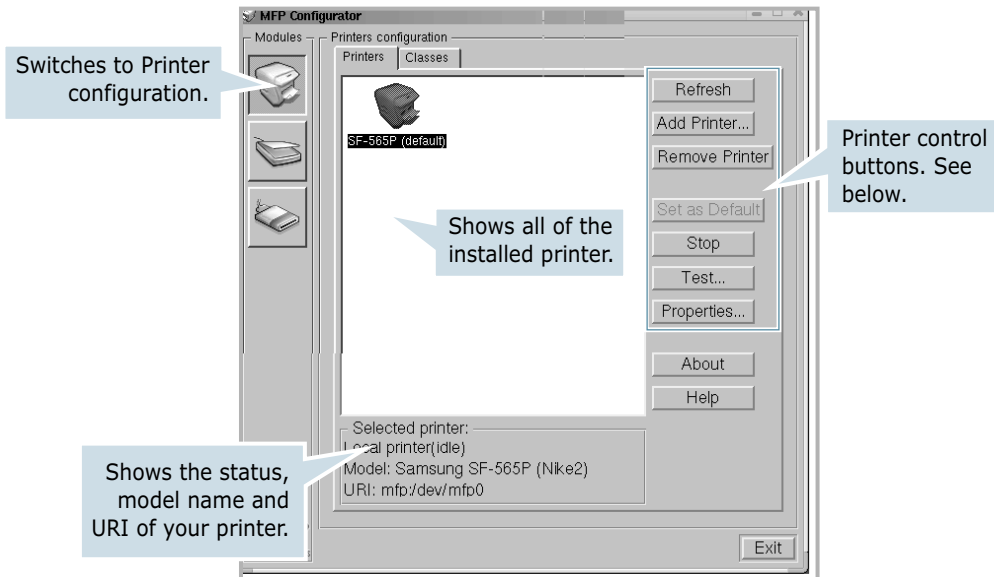 MFP Configurator
Modules
Printers configuration
Printers
Classes
Switches to Printer
configuration.
SF-565P (default)
Refresh
Add Printer...
Remove Printer
Set as Default
Stop
Test...
Properties...
Printer control
buttons. See
below.
Shows all of the
installed printer.
About
Help
Selected printer:
Local printer(idle)
Model: Samsung SF-565P (Nike2)
URI: mfp:/dev/mfp0
Shows the status,
model name and
URI of your printer.
Exit